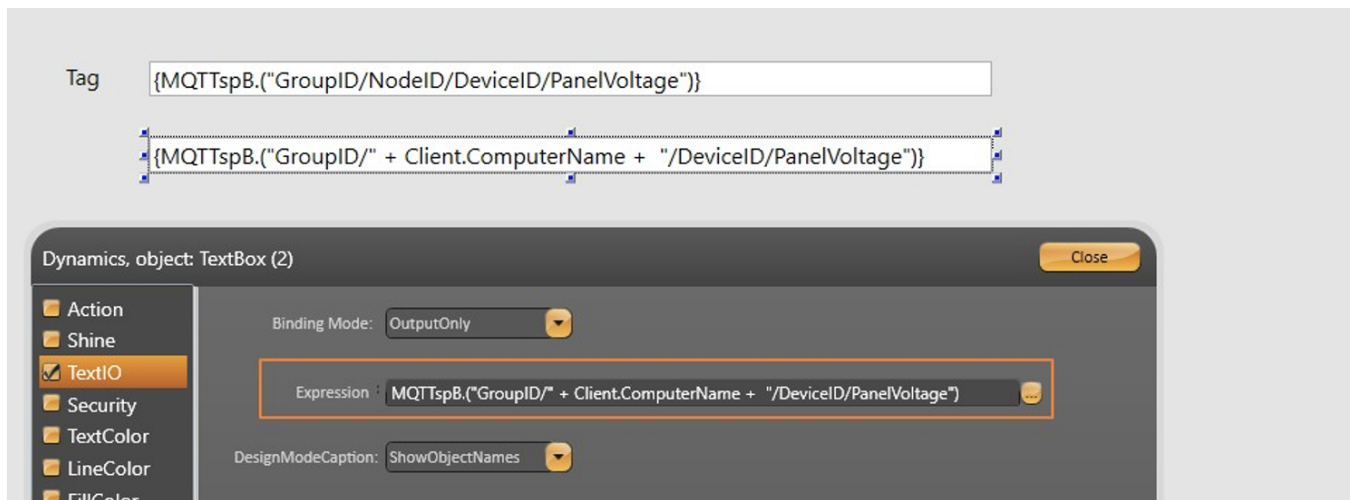 Tag {MQTTspB.("GroupID/NodeID/DeviceID/PanelVoltage")}
{MQTTspB.("GroupID/" + Client.ComputerName +  "/DeviceID/PanelVoltage")}
Dynamics, object: TextBox (2) Close
Action
Shine
TextIO
Security
TextColor
LineColor
FillColor
Binding Mode: OutputOnly
Expression : MQTTspB.("GroupID/" + Client.ComputerName +  "/DeviceID/PanelVoltage") ...
DesignModeCaption: ShowObjectNames